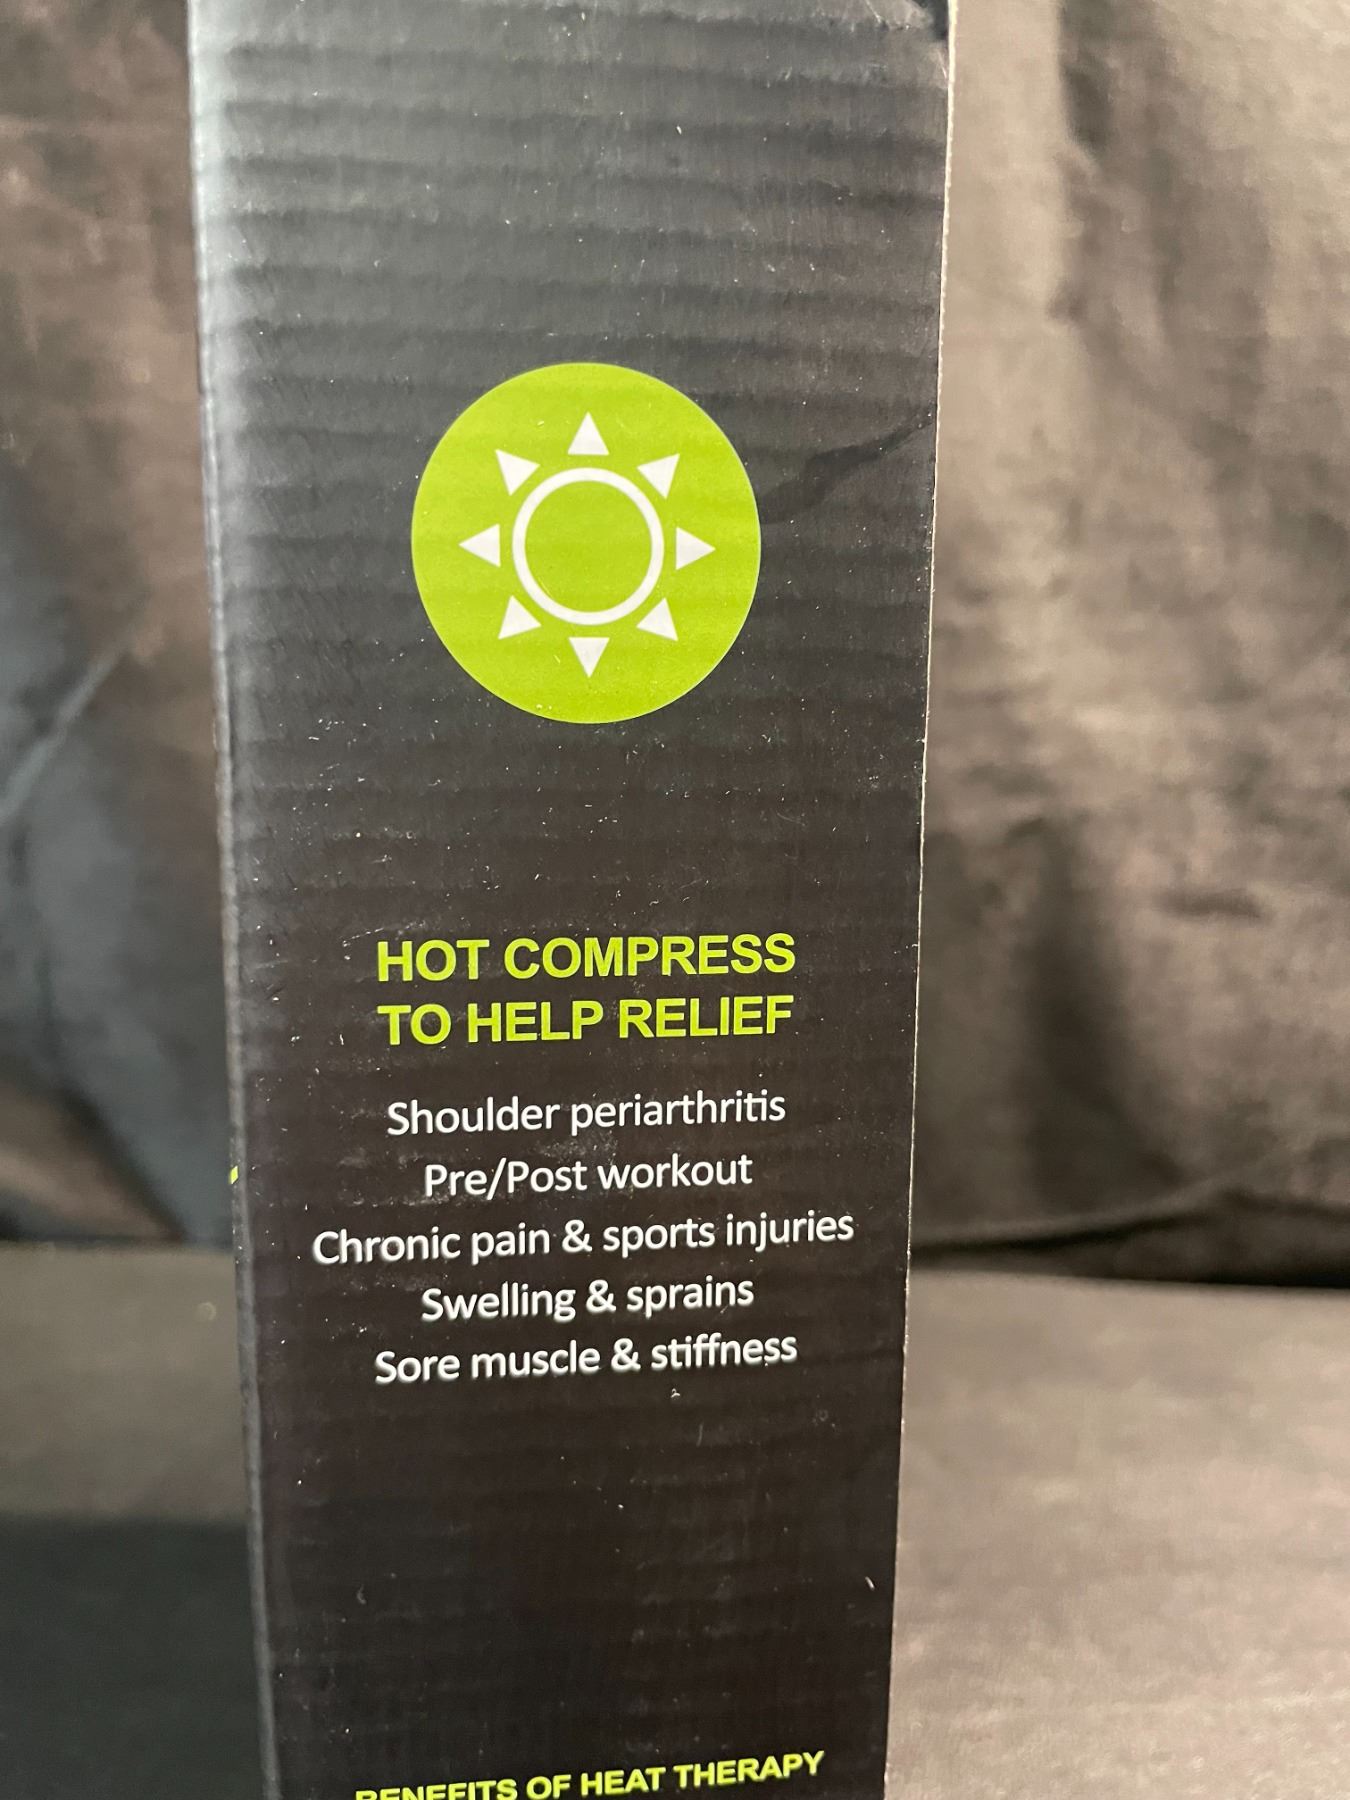 HOT COMPRESS
TO HELP RELIEF
Shoulder periarthritis
Pre/Post workout
Chronic pain & sports injuries
Swelling & sprains
Sore muscle & stiffness
BENEFITS OF HEAT THERAPY